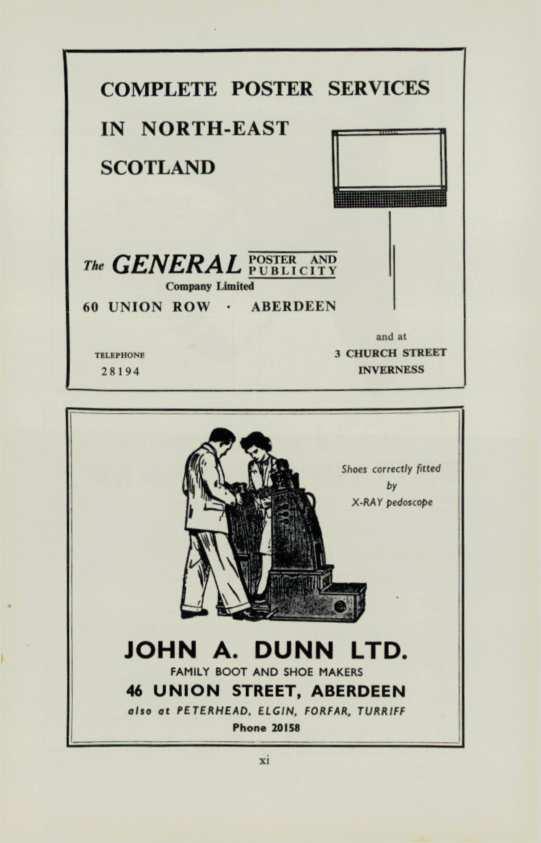 COMPLETE POSTER SERVICES
IN NORTH-EAST
SCOTLAND
The GENERAL POSTER AND PUBLICITY
Company Limited
60 UNION ROW · ABERDEEN
TELEPHONE
28194
and at
3 CHURCH STREET
INVERNESS
Shoes correctly fitted
by
X-RAY pedoscope
JOHN A. DUNN LTD.
FAMILY BOOT AND SHOE MAKERS
46 UNION STREET, ABERDEEN
also at PETERHEAD, ELGIN, FORFAR, TURRIFF
Phone 20158
xi